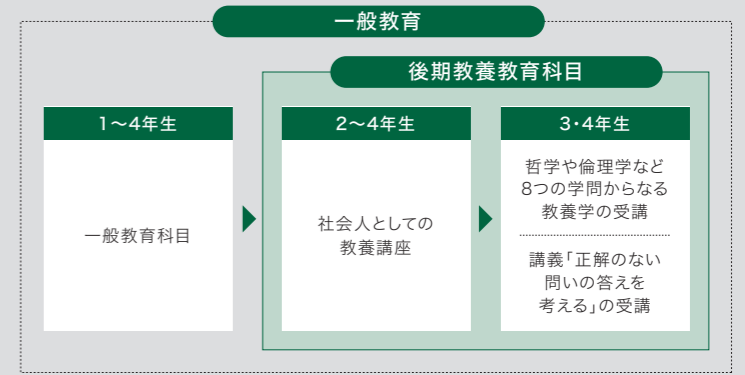 一般教育
後期教養教育科目
1〜4年生
一般教育科目
2〜4年生
社会人としての
教養講座
3・4年生
哲学や倫理学など
8つの学問からなる
教養学の受講
講義「正解のない
問いの答えを
考える」の受講